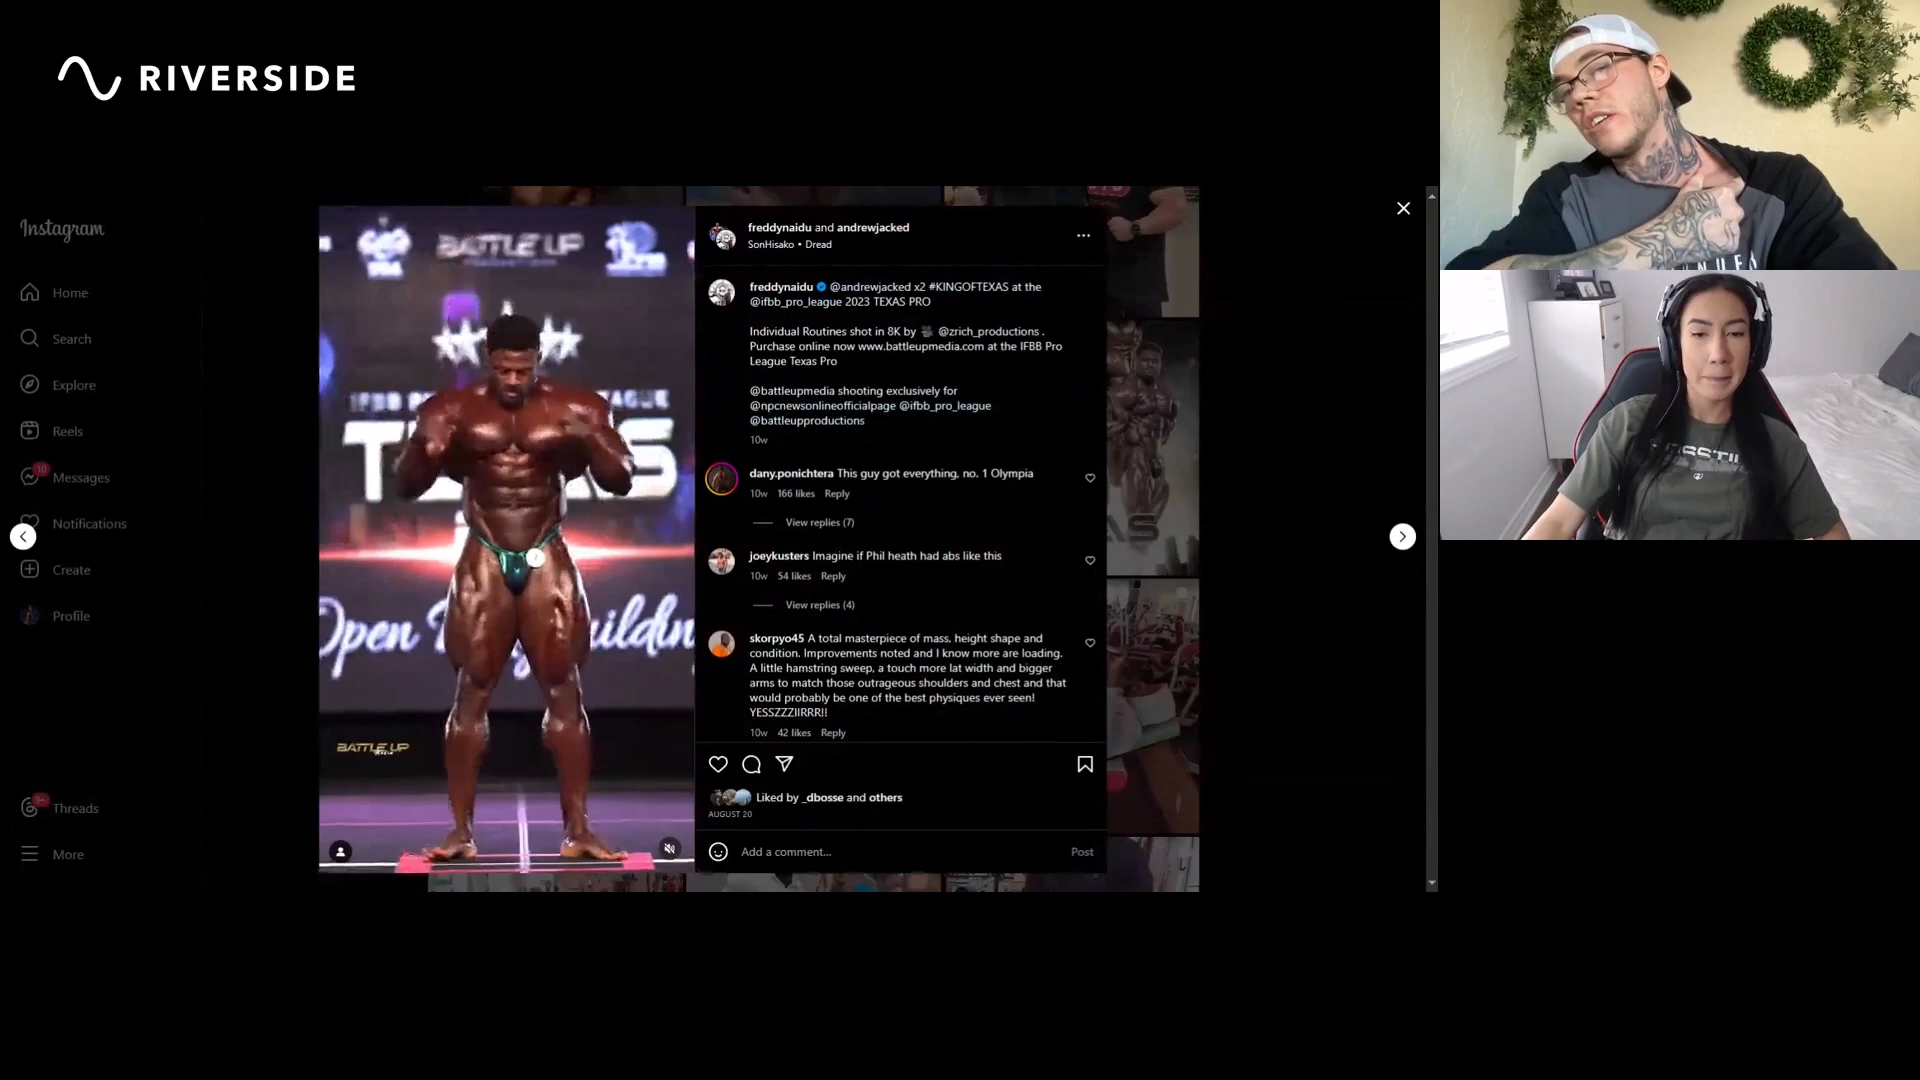 RIVERSIDE
Instagram
Home
Search
Explore
Reels
10
Messages
Notifications
Create
Profile
9+
Threads
More
BATTLE UP
TEXAS
Open
BATTLE UP
freddynaidu and andrewjacked
SonHisako • Dread
freddynaidu @andrewjacked x2 #KINGOFTEXAS at the
@ifbb_pro_league 2023 TEXAS PRO
Individual Routines shot in 8K by @zrich_productions .
Purchase online now www.battleupmedia.com at the IFBB Pro
League Texas Pro
@battleupmedia shooting exclusively for
@npcnewsonlineofficialpage @ifbb_pro_league
@battleupproductions
10w
dany.ponichtera This guy got everything, no. 1 Olympia
10w 166 likes Reply
View replies (7)
joeykusters Imagine if Phil heath had abs like this
10w 54 likes Reply
View replies (4)
skorpyo45 A total masterpiece of mass, height shape and
condition. Improvements noted and I know more are loading.
A little hamstring sweep, a touch more lat width and bigger
arms to match those outrageous shoulders and chest and that
would probably be one of the best physiques ever seen!
YESSZZZIIRRR!!
10w 42 likes Reply
Liked by _dbosse and others
AUGUST 20
Add a comment...
Post